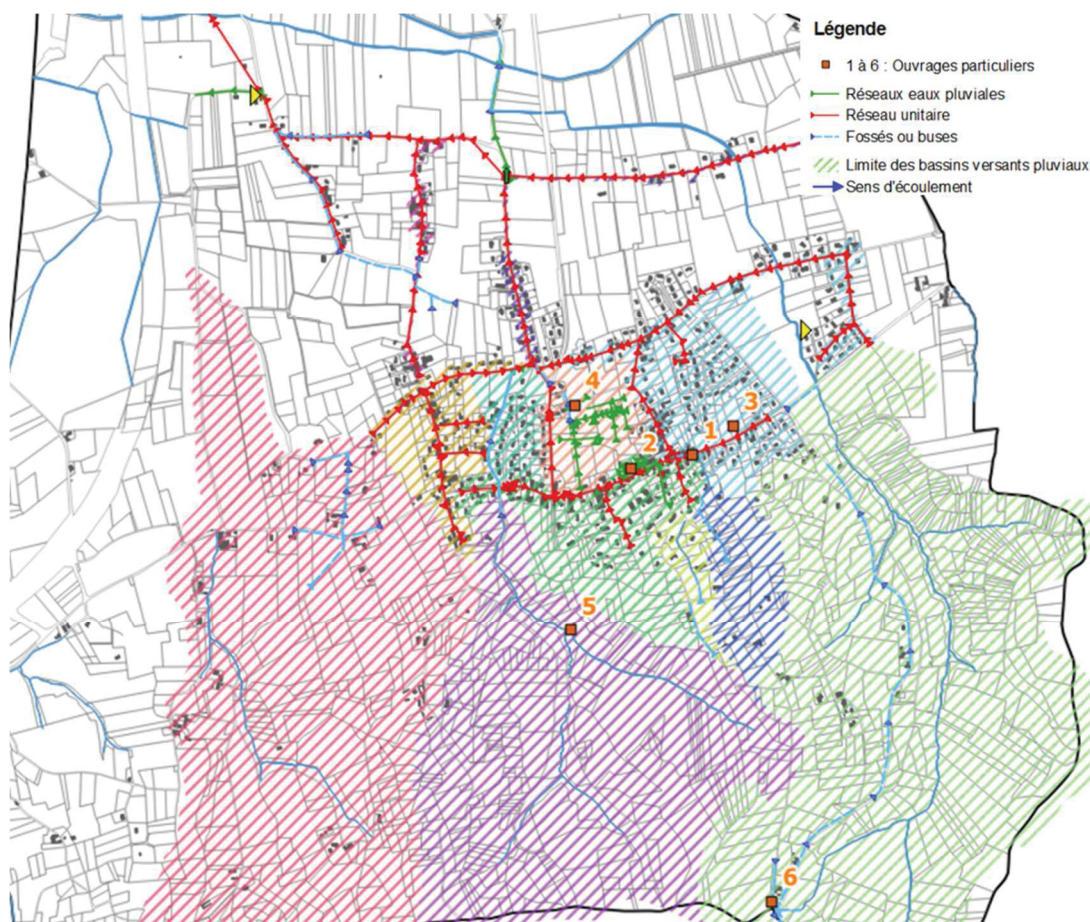 Légende
1 à 6 : Ouvrages particuliers
Réseaux eaux pluviales
Réseau unitaire
Fossés ou buses
Limite des bassins versants pluviaux
Sens d'écoulement
4
3
1
2
5
6